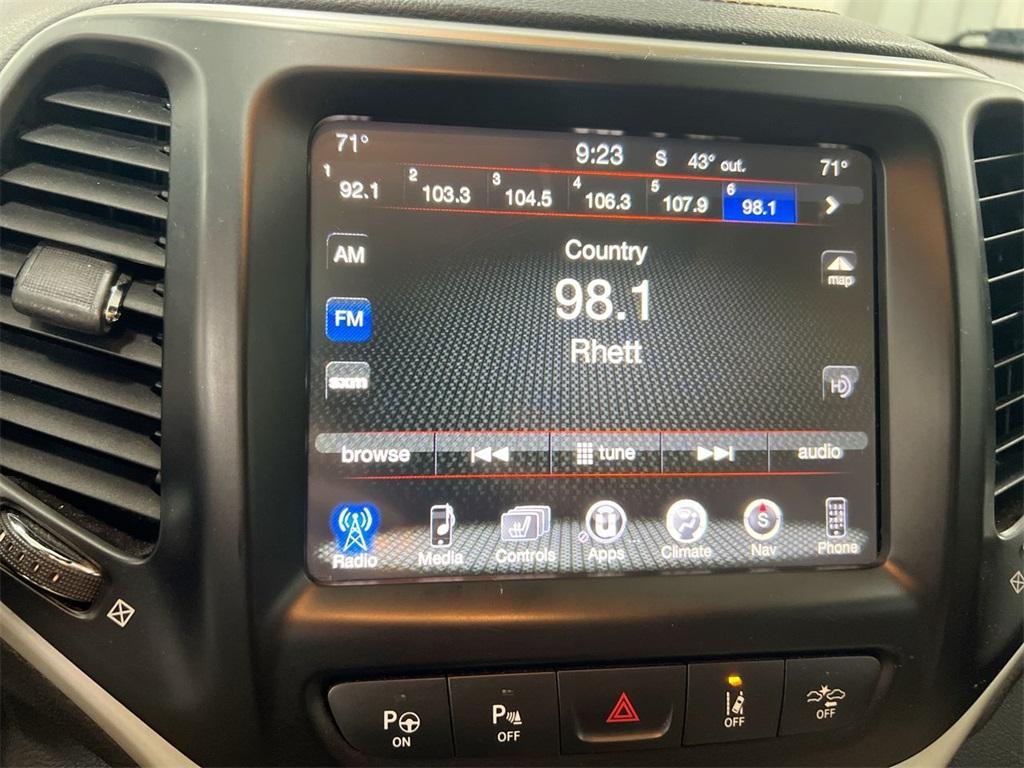 71° 9:23 S 43° out. 71°
1 92.1 2 103.3 3 104.5 4 106.3 5 107.9 6 98.1
AM
Country
map
98.1
FM
Rhett
sxm
HD
browse tune audio
Radio Media Controls Apps Climate Nav Phone
S
U
P ON P OFF OFF OFF